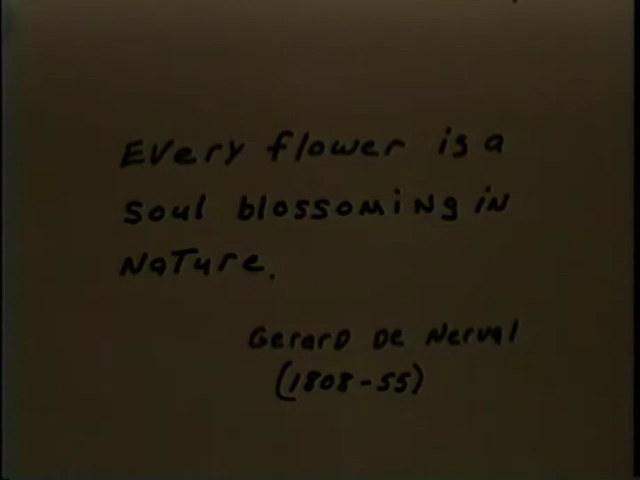 Every flower is a
soul blossoming in
Nature.
Gerard De Nerval
(1808-55)